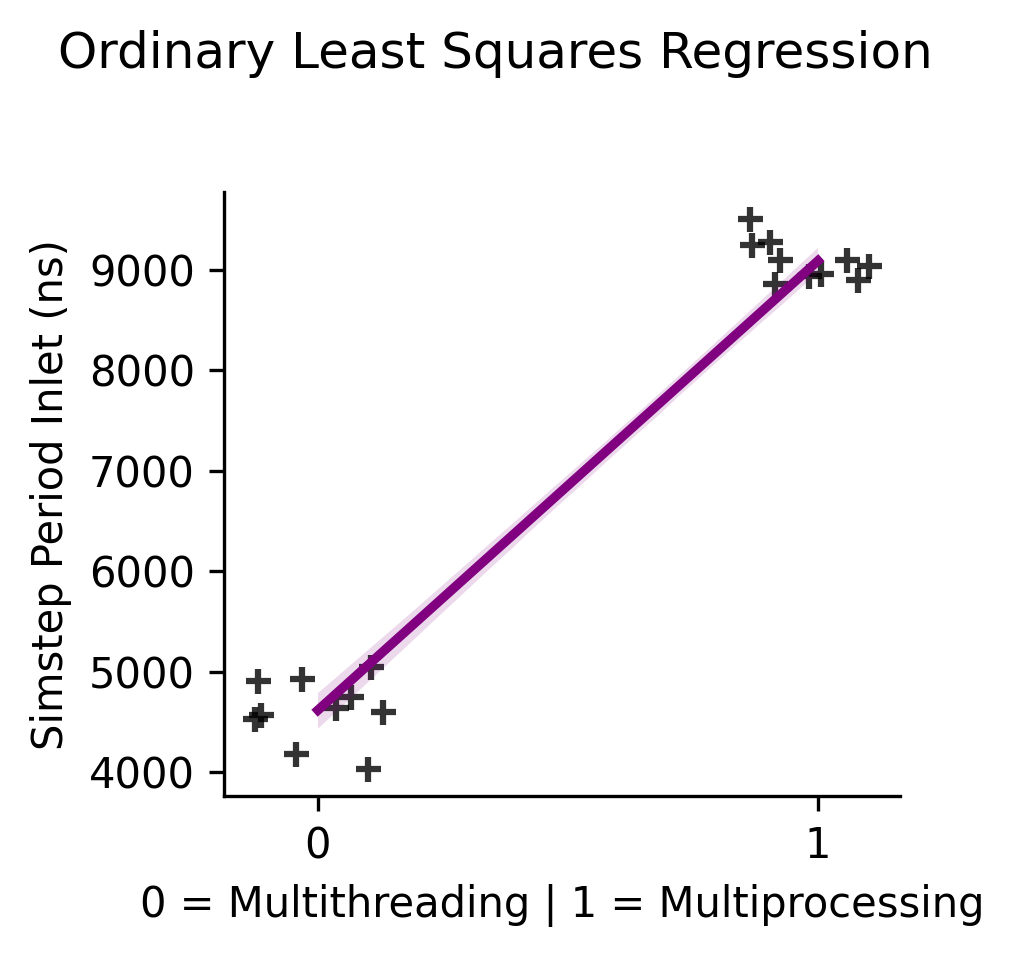 Ordinary Least Squares Regression
Simstep Period Inlet (ns)
9000
8000
7000
6000
5000
4000
0
1
0 = Multithreading | 1 = Multiprocessing